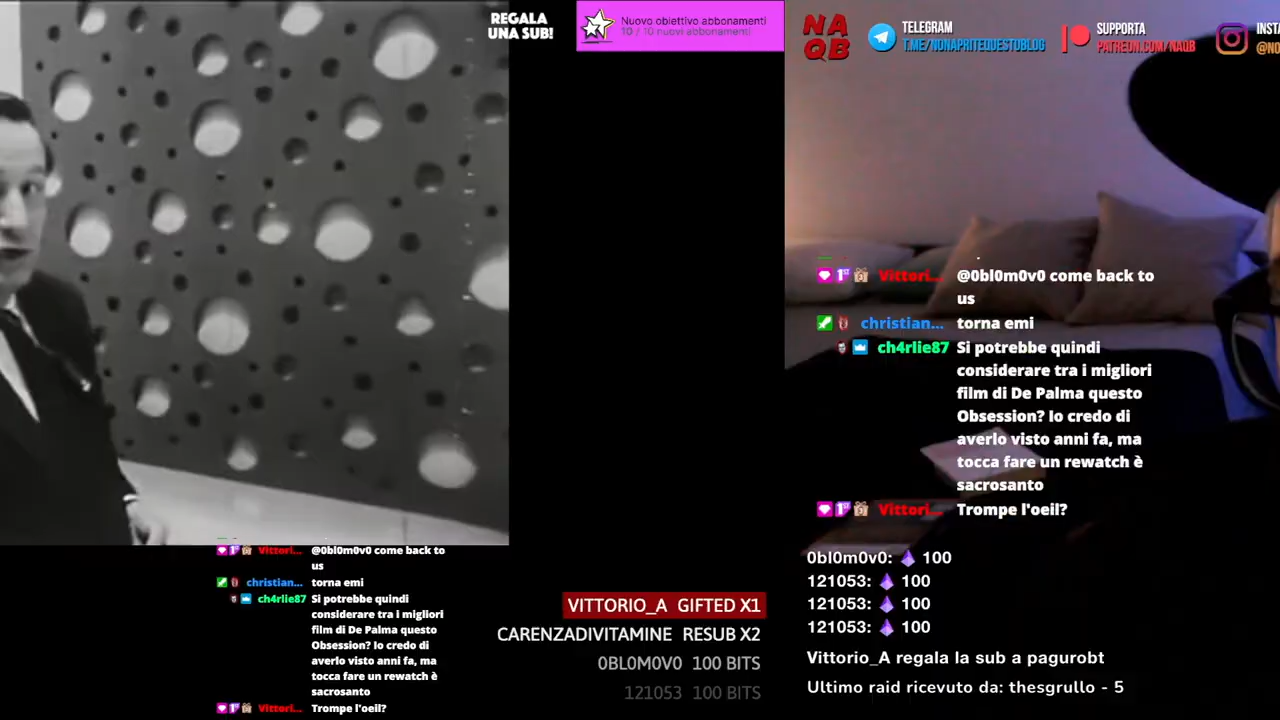 REGALA
UNA SUB!
Nuovo obiettivo abbonamenti
10 / 10 nuovi abbonamenti
NA
QB
TELEGRAM
T.ME/NONAPRITEQUESTOBLOG
SUPPORTA
PATREON.COM/NAQB
INSTA
@NO
Vittori... @0bl0m0v0 come back to
us
christian... torna emi
ch4rlie87 Si potrebbe quindi
considerare tra i migliori
film di De Palma questo
Obsession? Io credo di
averlo visto anni fa, ma
tocca fare un rewatch è
sacrosanto
Vittori... Trompe l'oeil?
Vittori... @0bl0m0v0 come back to
us
christian... torna emi
ch4rlie87 Si potrebbe quindi
considerare tra i migliori
film di De Palma questo
Obsession? Io credo di
averlo visto anni fa, ma
tocca fare un rewatch è
sacrosanto
Vittori... Trompe l'oeil?
VITTORIO_A GIFTED X1
CARENZADIVITAMINE RESUB X2
0BL0M0V0 100 BITS
121053 100 BITS
0bl0m0v0: 100
121053: 100
121053: 100
121053: 100
Vittorio_A regala la sub a pagurobt
Ultimo raid ricevuto da: thesgrullo - 5